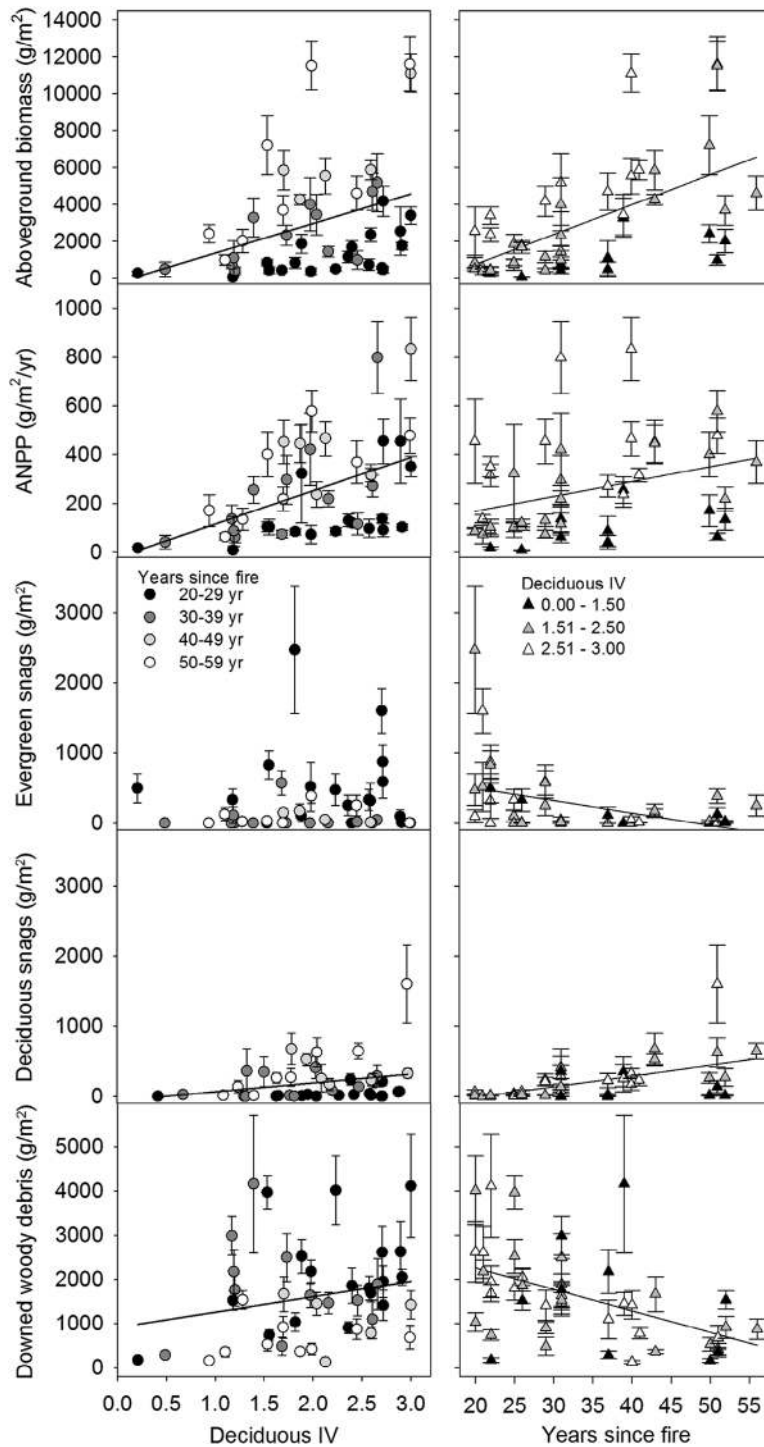 Aboveground biomass (g/m²)
14000
12000
10000
8000
6000
4000
2000
0
ANPP (g/m²/yr)
1000
800
600
400
200
0
Evergreen snags (g/m²)
3000
2000
1000
0
Years since fire
20-29 yr
30-39 yr
40-49 yr
50-59 yr
Deciduous IV
0.00 - 1.50
1.51 - 2.50
2.51 - 3.00
Deciduous snags (g/m²)
3000
2000
1000
0
Downed woody debris (g/m²)
5000
4000
3000
2000
1000
0
0.0 0.5 1.0 1.5 2.0 2.5 3.0
Deciduous IV
20 25 30 35 40 45 50 55
Years since fire